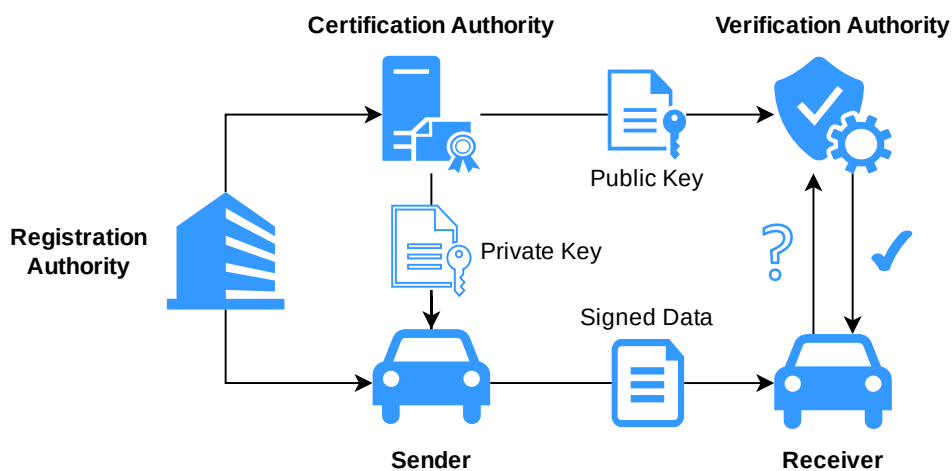 Certification Authority
Verification Authority
Public Key
Registration
Authority
Private Key
?
Signed Data
Sender
Receiver